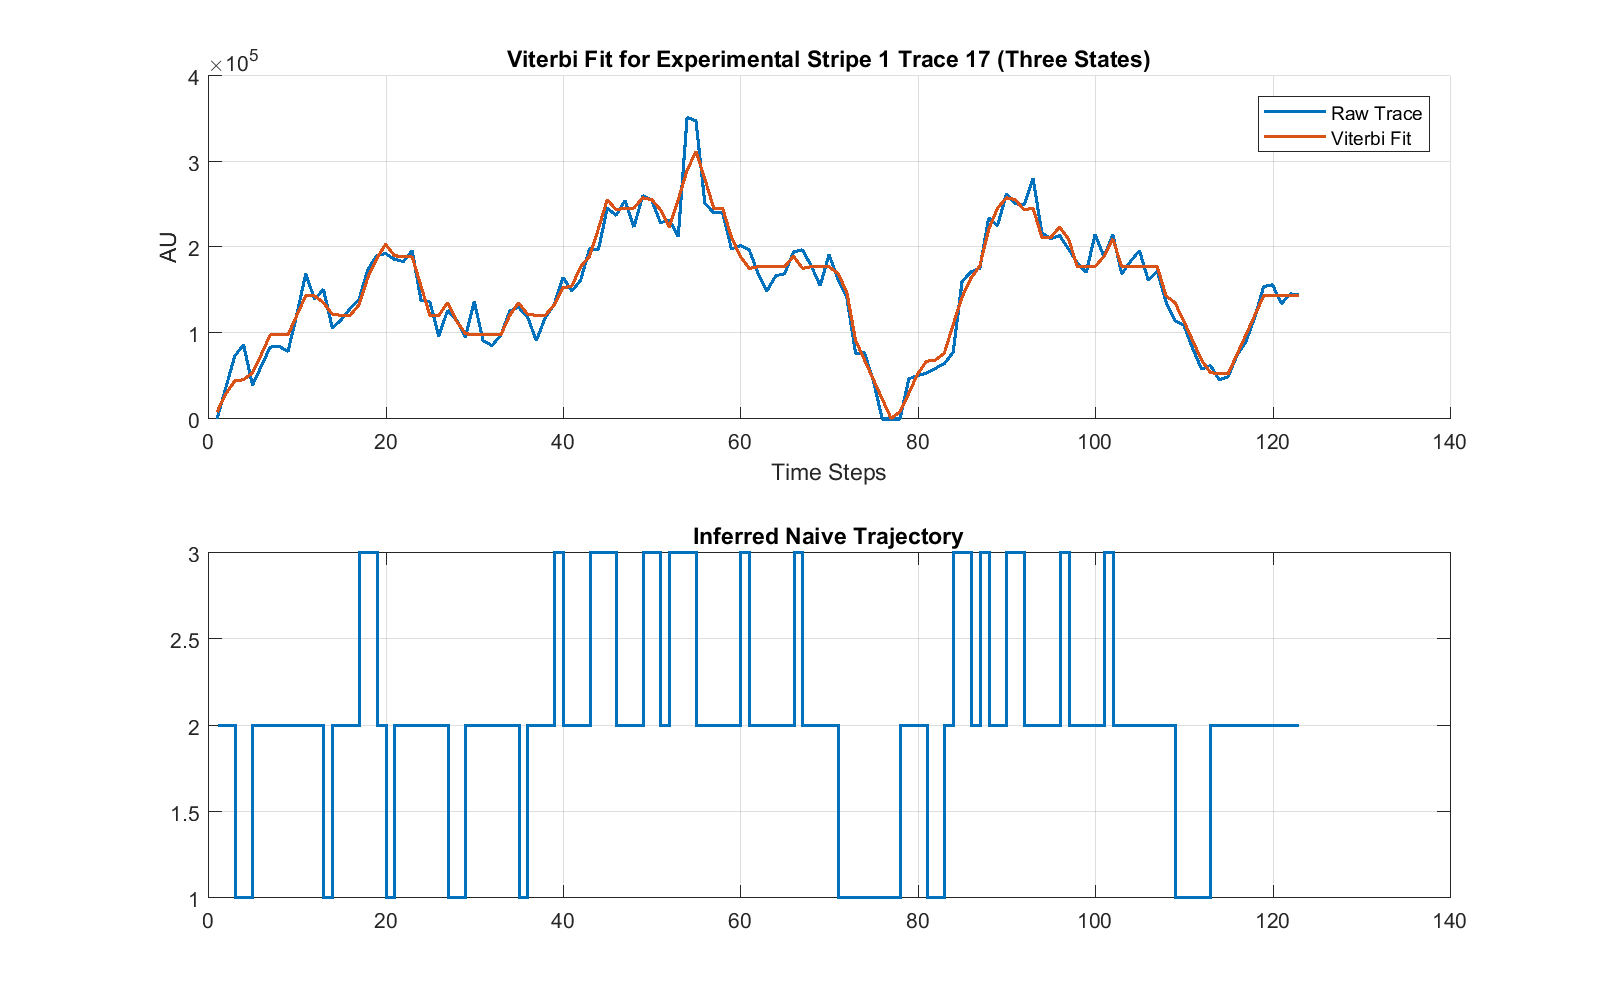 Viterbi Fit for Experimental Stripe 1 Trace 17 (Three States)
×10^5
4
3
2
1
0
AU
Raw Trace
Viterbi Fit
0 20 40 60 80 100 120 140
Time Steps
Inferred Naive Trajectory
3
2.5
2
1.5
1
0 20 40 60 80 100 120 140